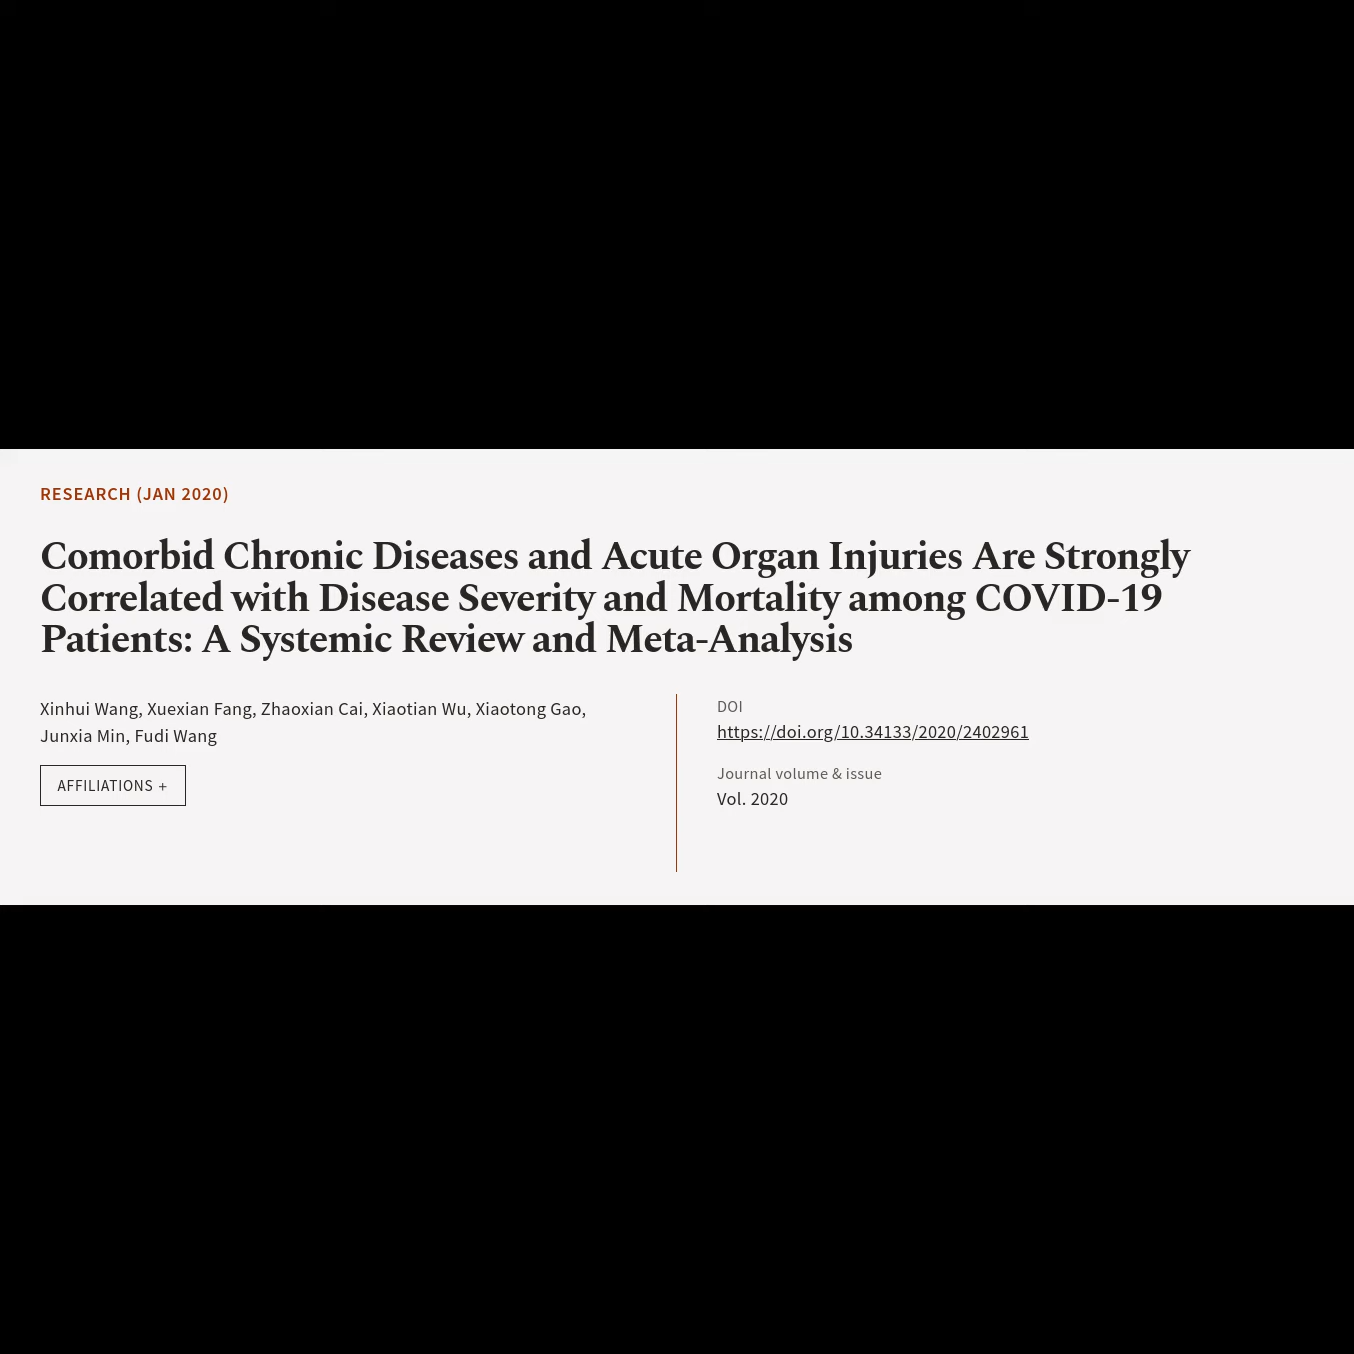 RESEARCH (JAN 2020)
Comorbid Chronic Diseases and Acute Organ Injuries Are Strongly
Correlated with Disease Severity and Mortality among COVID-19
Patients: A Systemic Review and Meta-Analysis
Xinhui Wang, Xuexian Fang, Zhaoxian Cai, Xiaotian Wu, Xiaotong Gao,
Junxia Min, Fudi Wang
AFFILIATIONS +
DOI
https://doi.org/10.34133/2020/2402961
Journal volume & issue
Vol. 2020